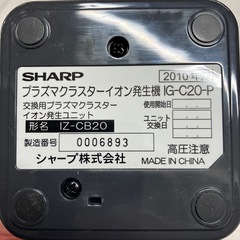 SHARP 2010年
プラズマクラスターイオン発生機 IG-C20-P
交換用プラズマクラスター
イオン発生ユニット
形名 IZ-CB20
使用開始日
ユニット
交換日
製造番号 0006893
高圧注意
シャープ株式会社 MADE IN CHINA